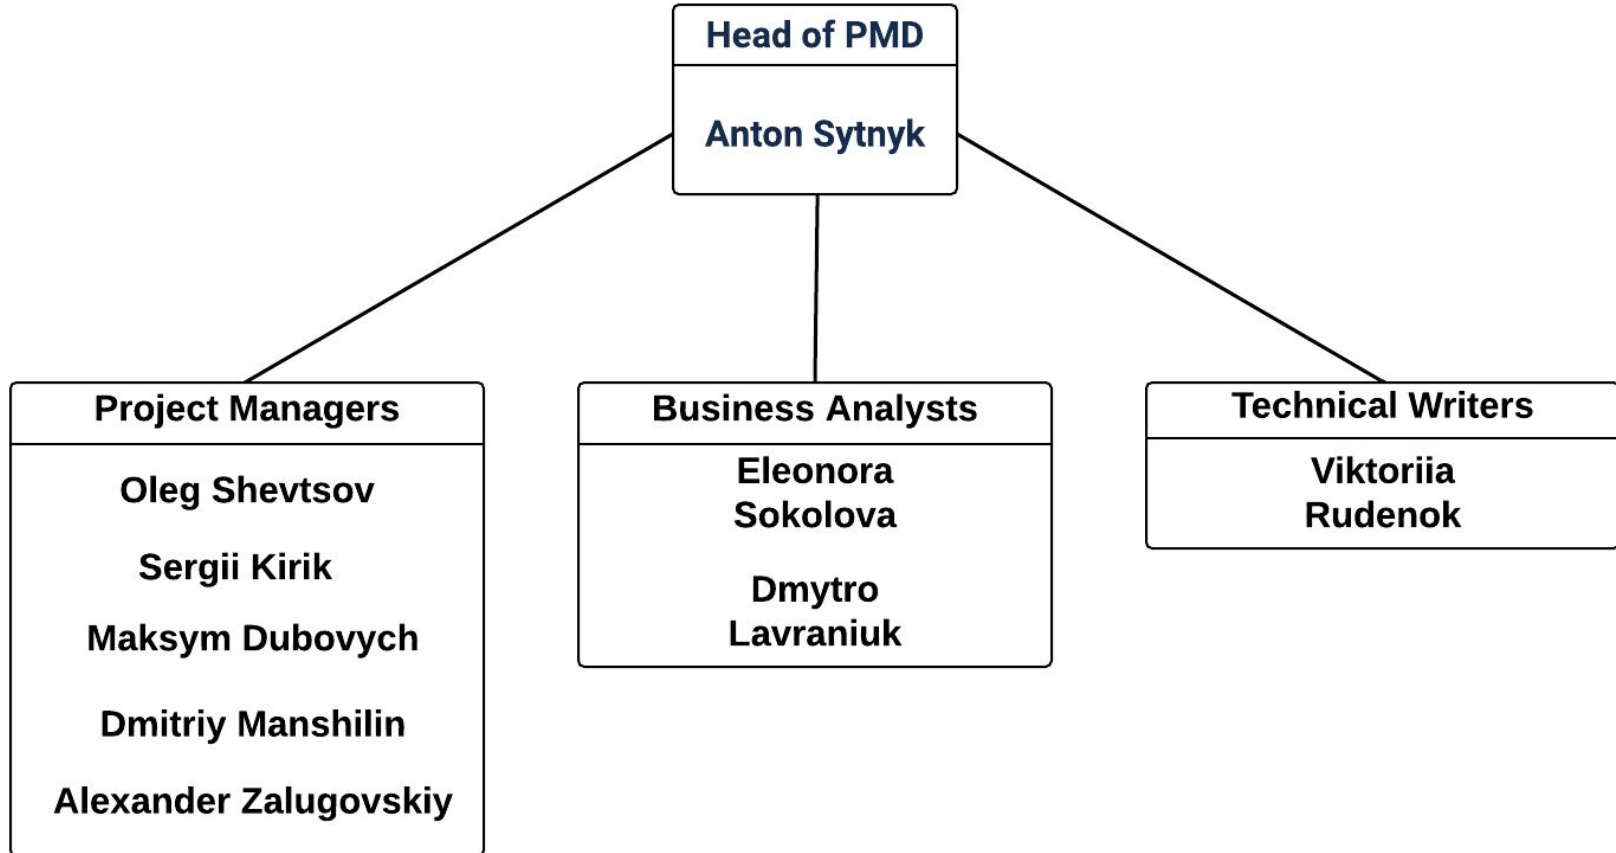 Head of PMD
Anton Sytnyk
Project Managers
Oleg Shevtsov
Sergii Kirik
Maksym Dubovych
Dmitriy Manshilin
Alexander Zalugovskiy
Business Analysts
Eleonora
Sokolova
Dmytro
Lavraniuk
Technical Writers
Viktoriia
Rudenok